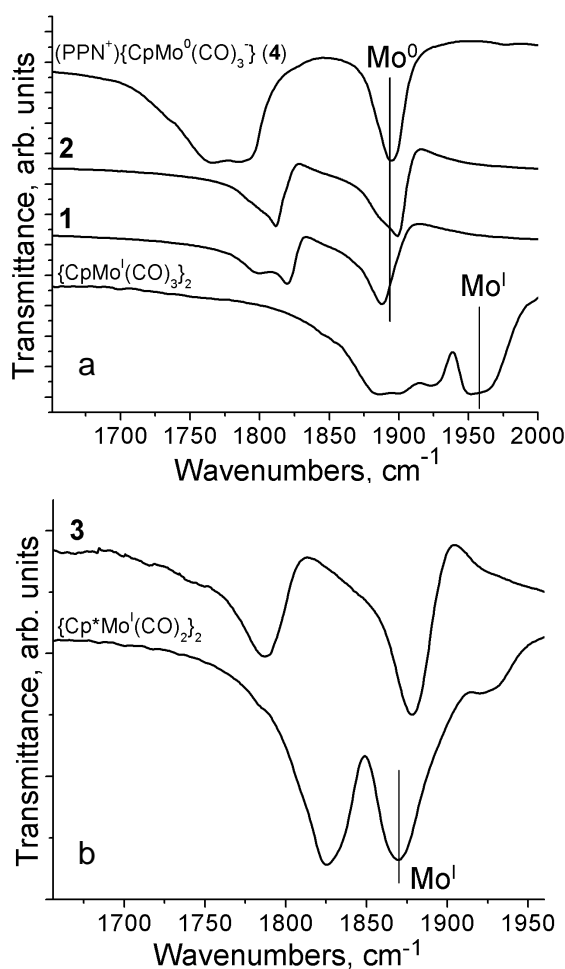 (PPN⁺){CpMo⁰(CO)₃⁻} (4)
Mo⁰
2
1
{CpMoᴵ(CO)₃}₂
Moᴵ
a
Transmittance, arb. units
1700 1750 1800 1850 1900 1950 2000
Wavenumbers, cm⁻¹
3
{Cp*Moᴵ(CO)₂}₂
Moᴵ
b
Transmittance, arb. units
1700 1750 1800 1850 1900 1950
Wavenumbers, cm⁻¹